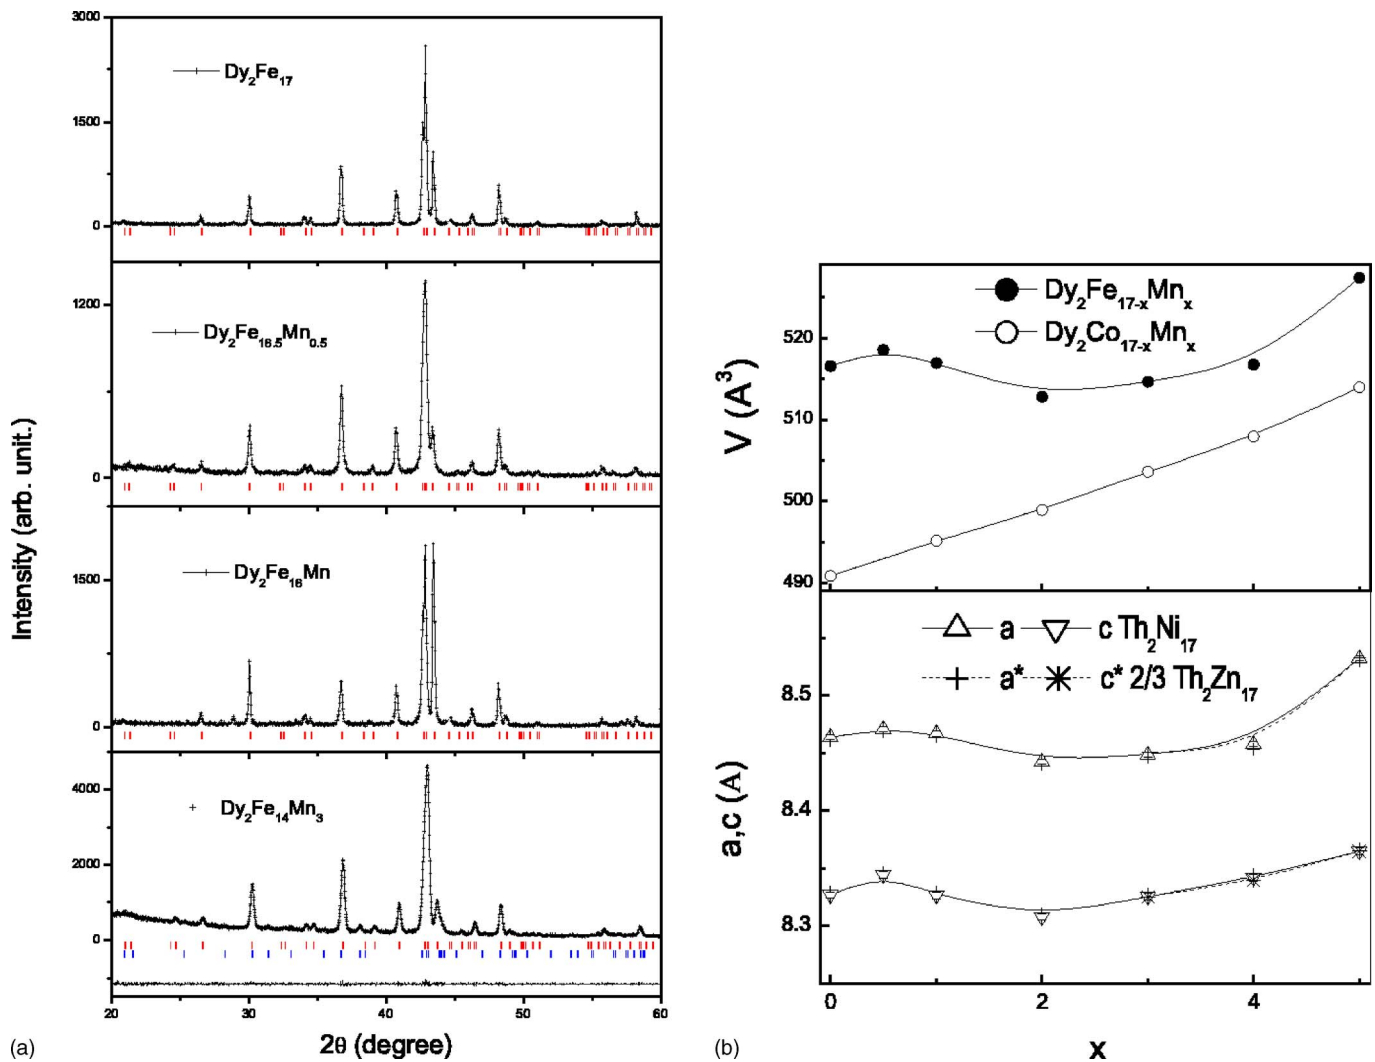 3000
Dy2Fe17
1500
0
1200
Dy2Fe16.5Mn0.5
0
1500
Dy2Fe16Mn
0
4000
Dy2Fe14Mn3
2000
0
20 30 40 50 60
2θ (degree)
Intensity (arb. unit.)
(a)
Dy2Fe17-xMnx
Dy2Co17-xMnx
520
510
500
490
V (A3)
a c Th2Ni17
a* c* 2/3 Th2Zn17
8.5
8.4
8.3
a,c (A)
0 2 4
x
(b)